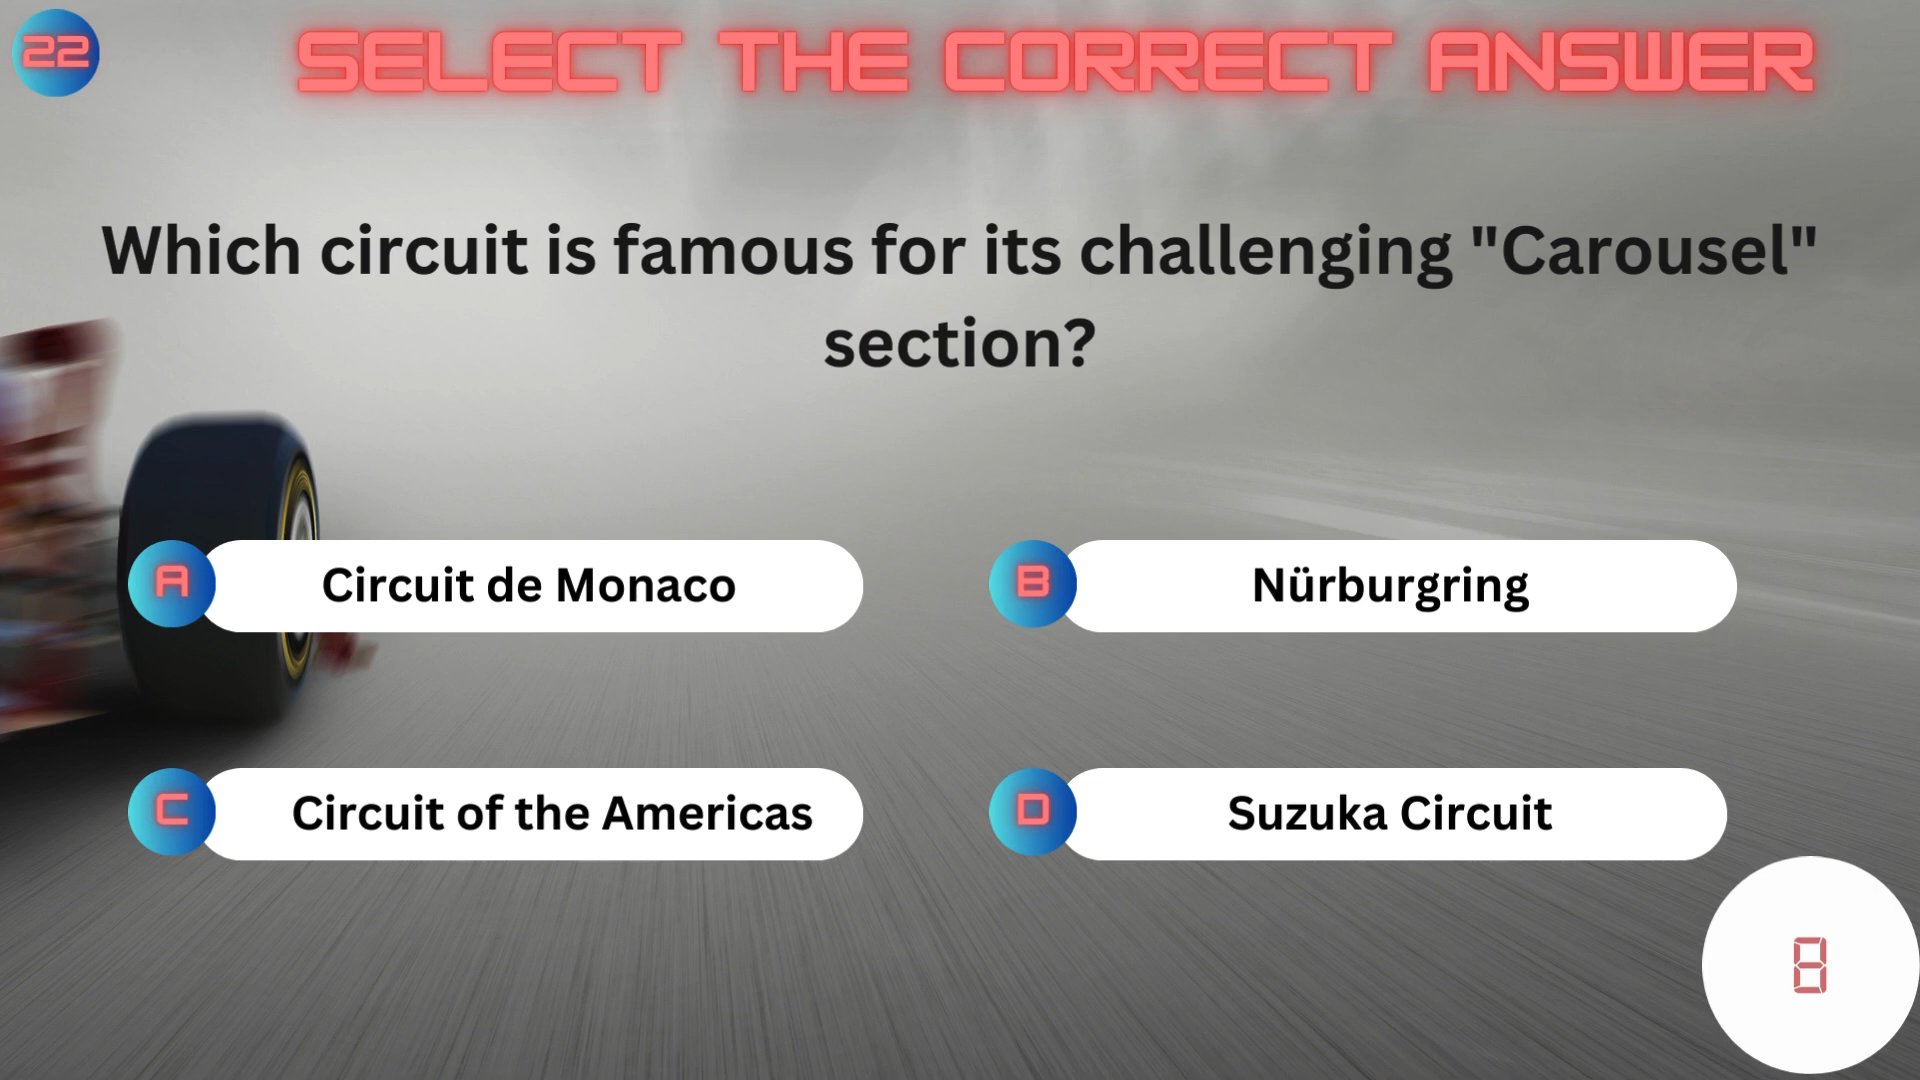 22
SELECT THE CORRECT ANSWER
Which circuit is famous for its challenging "Carousel"
section?
A Circuit de Monaco
B Nürburgring
C Circuit of the Americas
D Suzuka Circuit
8